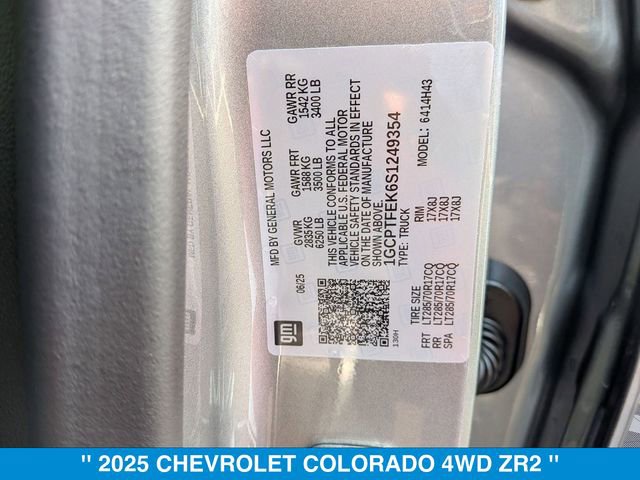 MFD BY GENERAL MOTORS LLC
06/25
GVWR GAWR FRT GAWR RR
2835 KG 1588 KG 1542 KG
6250 LB 3500 LB 3400 LB
THIS VEHICLE CONFORMS TO ALL
APPLICABLE U.S. FEDERAL MOTOR
VEHICLE SAFETY STANDARDS IN EFFECT
ON THE DATE OF MANUFACTURE
SHOWN ABOVE.
1GCPTFEK6S1249354
TYPE: TRUCK MODEL: 6414H43
TIRE SIZE RIM
FRT LT285/70R17CQ 17X8J
RR LT285/70R17CQ 17X8J
SPA LT285/70R17CQ 17X8J
gm
130H
" 2025 CHEVROLET COLORADO 4WD ZR2 "